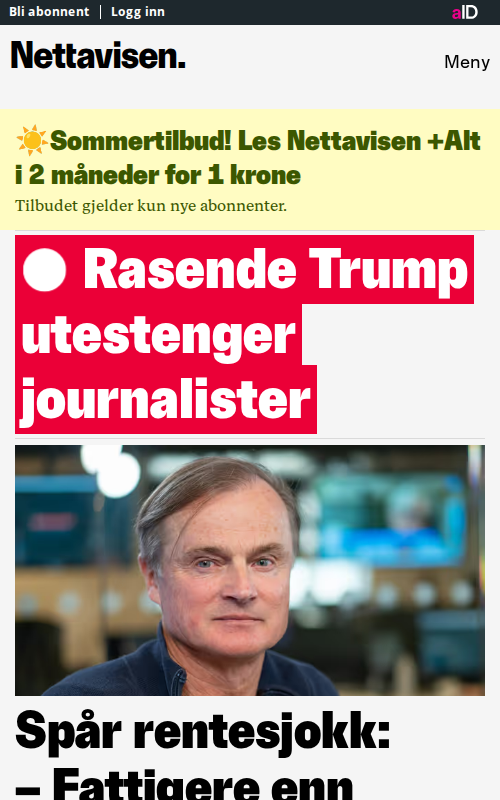 Bli abonnent | Logg inn
aID
Nettavisen.
Meny
☀️Sommertilbud! Les Nettavisen +Alt
i 2 måneder for 1 krone
Tilbudet gjelder kun nye abonnenter.
Rasende Trump
utestenger
journalister
Spår rentesjokk:
– Fattigere enn